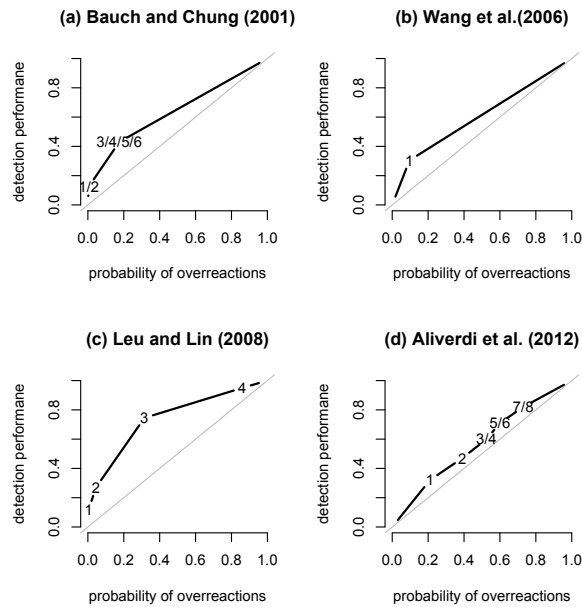 (a) Bauch and Chung (2001)
detection performane
0.0 0.4 0.8
1/2
3/4/5/6
0.0 0.2 0.4 0.6 0.8 1.0
probability of overreactions
(b) Wang et al.(2006)
detection performane
0.0 0.4 0.8
1
0.0 0.2 0.4 0.6 0.8 1.0
probability of overreactions
(c) Leu and Lin (2008)
detection performane
0.0 0.4 0.8
1
2
3
4
0.0 0.2 0.4 0.6 0.8 1.0
probability of overreactions
(d) Aliverdi et al. (2012)
detection performane
0.0 0.4 0.8
1
2
3/4
5/6
7/8
0.0 0.2 0.4 0.6 0.8 1.0
probability of overreactions